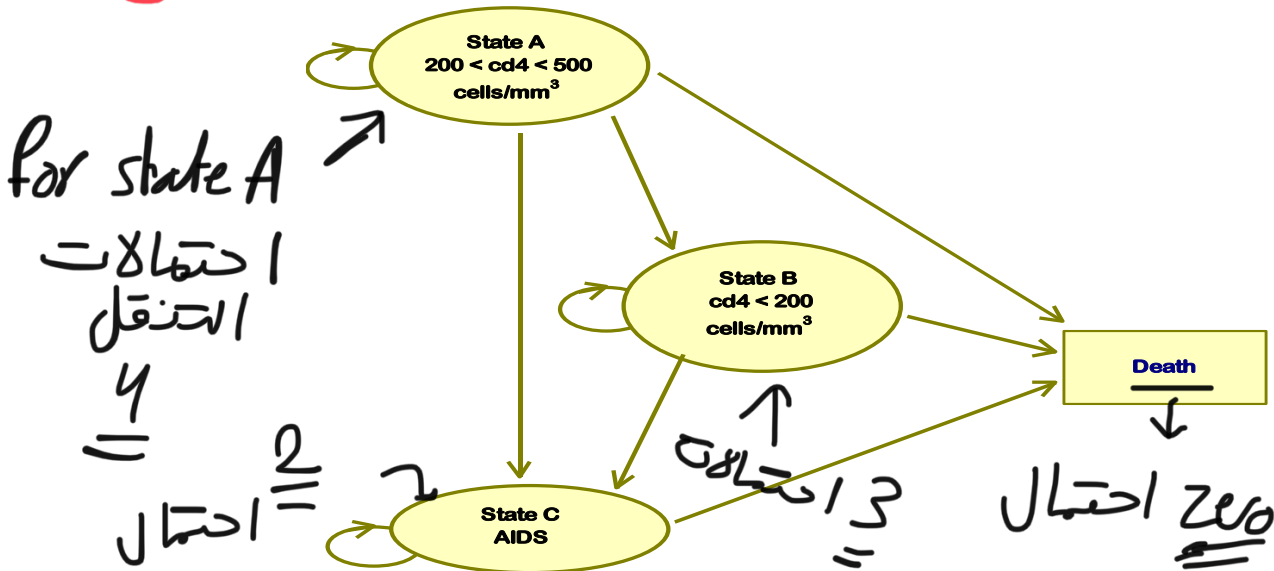 State A
200 < cd4 < 500
cells/mm³
for state A
احتمالات
التنقل
4
State B
cd4 < 200
cells/mm³
Death
3 احتمالات
2 احتمال
State C
AIDS
Zero احتمال